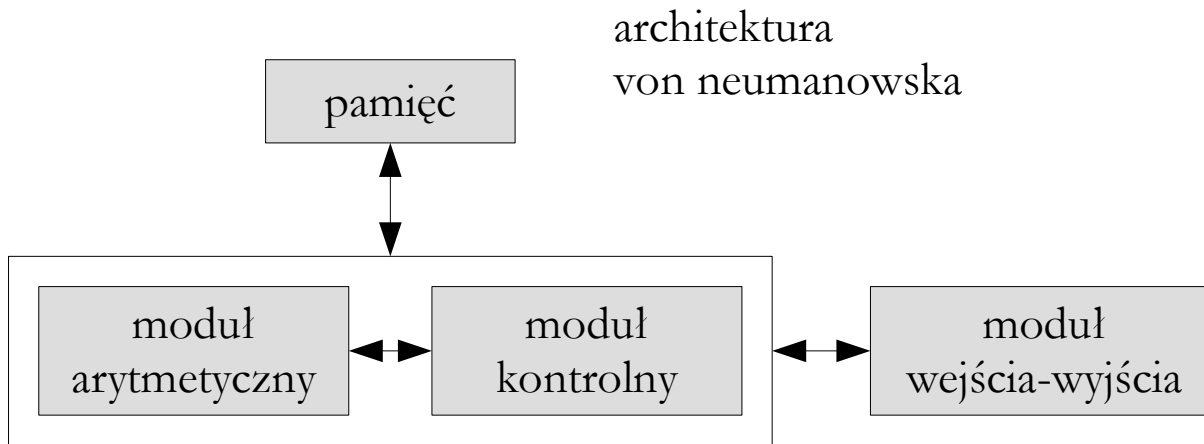 architektura
von neumanowska
pamięć
moduł
arytmetyczny
moduł
kontrolny
moduł
wejścia-wyjścia